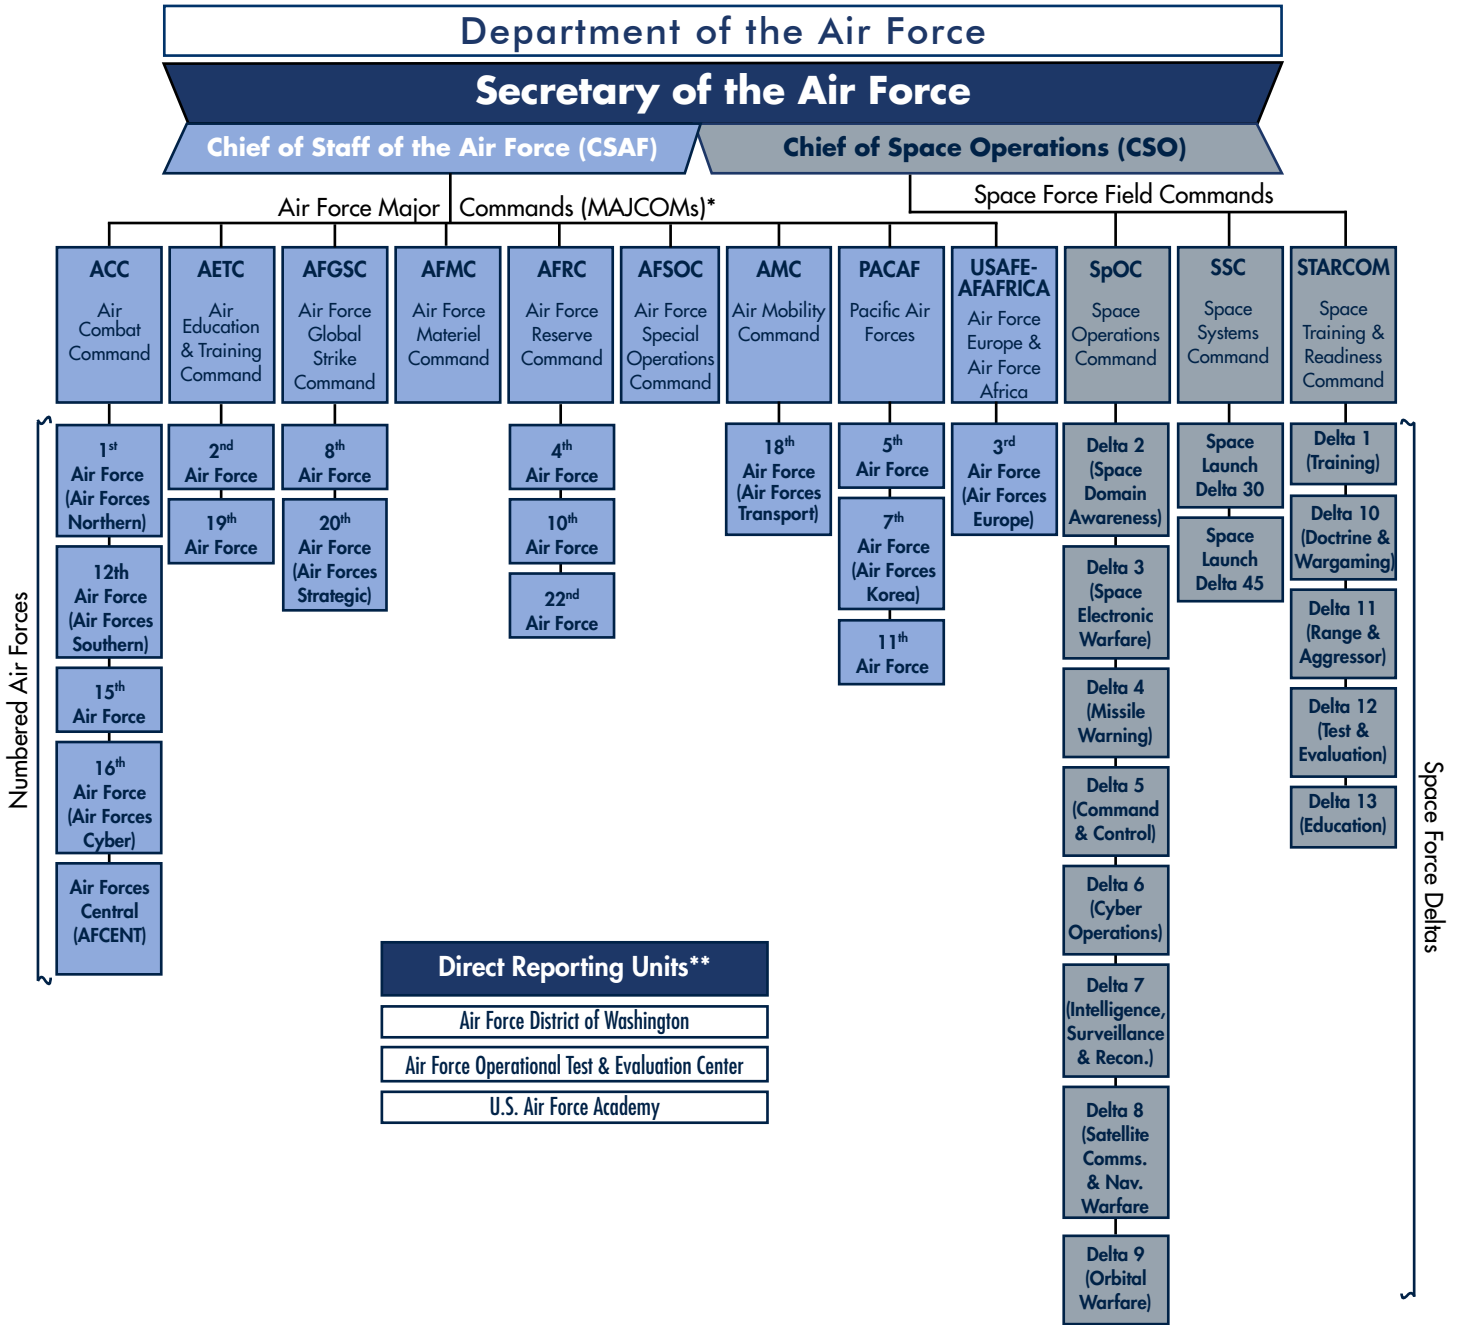 Department of the Air Force
Secretary of the Air Force
Chief of Staff of the Air Force (CSAF)
Chief of Space Operations (CSO)
Air Force Major Commands (MAJCOMs)*
Space Force Field Commands
ACC
Air
Combat
Command
AETC
Air
Education
& Training
Command
AFGSC
Air Force
Global
Strike
Command
AFMC
Air Force
Materiel
Command
AFRC
Air Force
Reserve
Command
AFSOC
Air Force
Special
Operations
Command
AMC
Air Mobility
Command
PACAF
Pacific Air
Forces
USAFE-
AFAFRICA
Air Force
Europe &
Air Force
Africa
SpOC
Space
Operations
Command
SSC
Space
Systems
Command
STARCOM
Space
Training &
Readiness
Command
Numbered Air Forces
1st
Air Force
(Air Forces
Northern)
12th
Air Force
(Air Forces
Southern)
15th
Air Force
16th
Air Force
(Air Forces
Cyber)
Air Forces
Central
(AFCENT)
2nd
Air Force
19th
Air Force
8th
Air Force
20th
Air Force
(Air Forces
Strategic)
4th
Air Force
10th
Air Force
22nd
Air Force
18th
Air Force
(Air Forces
Transport)
5th
Air Force
7th
Air Force
(Air Forces
Korea)
11th
Air Force
3rd
Air Force
(Air Forces
Europe)
Delta 2
(Space
Domain
Awareness)
Delta 3
(Space
Electronic
Warfare)
Delta 4
(Missile
Warning)
Delta 5
(Command
& Control)
Delta 6
(Cyber
Operations)
Delta 7
(Intelligence,
Surveillance
& Recon.)
Delta 8
(Satellite
Comms.
& Nav.
Warfare
Delta 9
(Orbital
Warfare)
Space
Launch
Delta 30
Space
Launch
Delta 45
Delta 1
(Training)
Delta 10
(Doctrine &
Wargaming)
Delta 11
(Range &
Aggressor)
Delta 12
(Test &
Evaluation)
Delta 13
(Education)
Space Force Deltas
Direct Reporting Units**
Air Force District of Washington
Air Force Operational Test & Evaluation Center
U.S. Air Force Academy